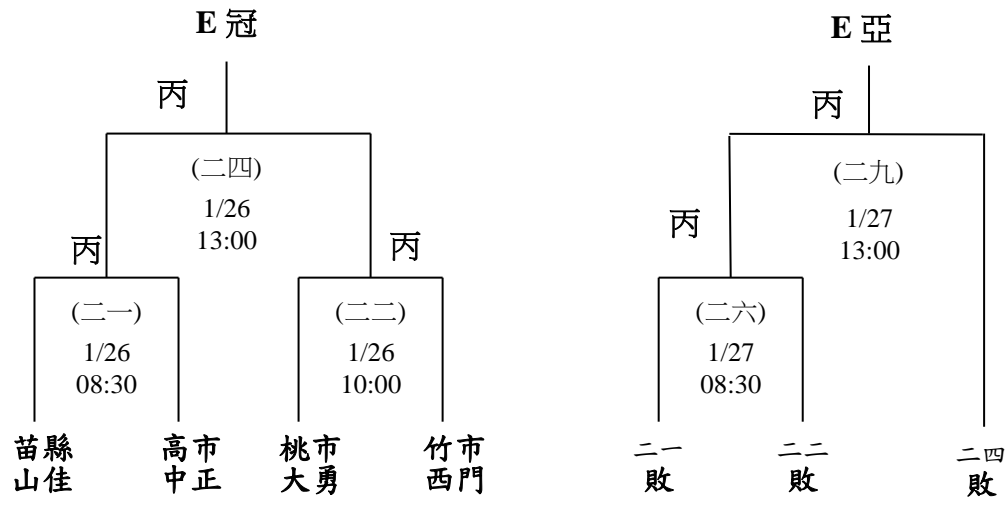 E 冠
丙
(二四)
1/26
13:00
丙
丙
(二一)
1/26
08:30
(二二)
1/26
10:00
苗縣
山佳
高市
中正
桃市
大勇
竹市
西門
E 亞
丙
(二九)
1/27
13:00
丙
(二六)
1/27
08:30
二一
敗
二二
敗
二四
敗